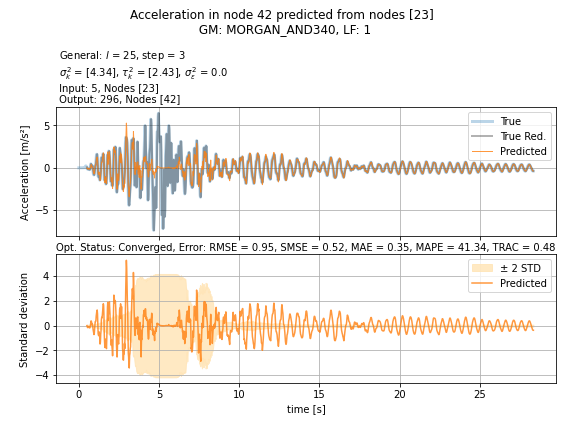 Acceleration in node 42 predicted from nodes [23]
GM: MORGAN_AND340, LF: 1
General: l = 25, step = 3
σ²ₖ = [4.34], τ²ₖ = [2.43], σ²ε = 0.0
Input: 5, Nodes [23]
Output: 296, Nodes [42]
Acceleration [m/s²]
5
0
−5
True
True Red.
Predicted
Opt. Status: Converged, Error: RMSE = 0.95, SMSE = 0.52, MAE = 0.35, MAPE = 41.34, TRAC = 0.48
Standard deviation
4
2
0
−2
−4
± 2 STD
Predicted
0 5 10 15 20 25
time [s]